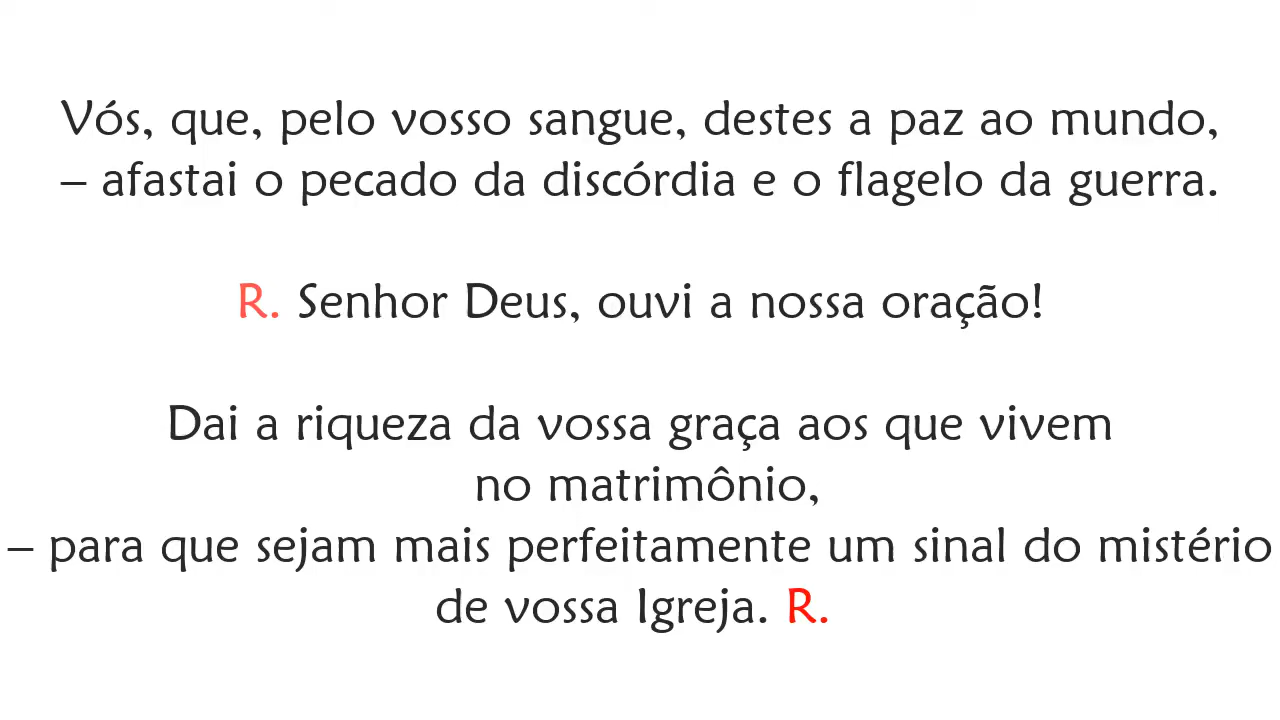 Vós, que, pelo vosso sangue, destes a paz ao mundo,
– afastai o pecado da discórdia e o flagelo da guerra.
R. Senhor Deus, ouvi a nossa oração!
Dai a riqueza da vossa graça aos que vivem
no matrimônio,
– para que sejam mais perfeitamente um sinal do mistério
de vossa Igreja. R.